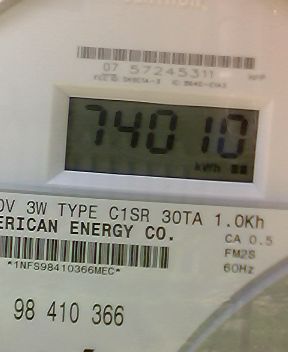 07 57245311
74010
kWh
0V 3W TYPE C1SR 30TA 1.0Kh
ERICAN ENERGY CO.
CA 0.5
FM2S
60Hz
*1NFS98410366MEC*
98 410 366